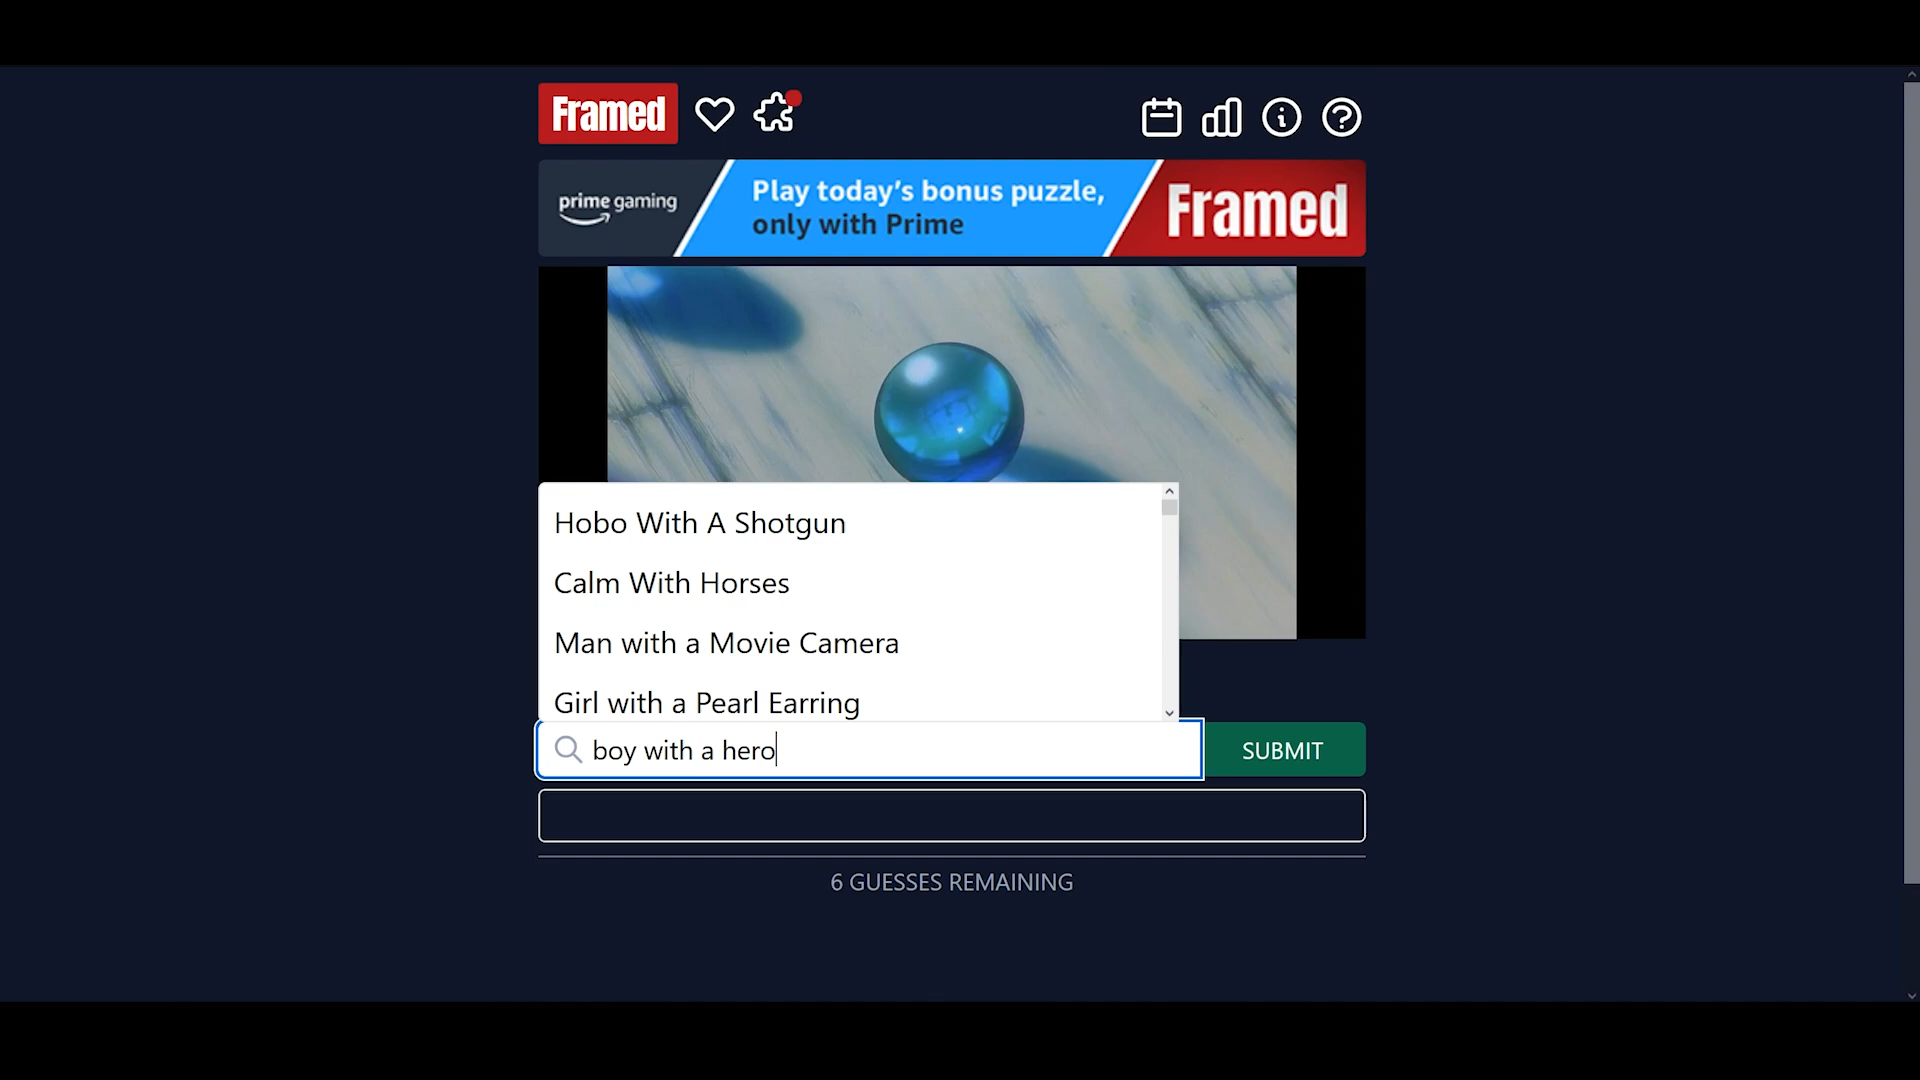 Framed
prime gaming
Play today's bonus puzzle,
only with Prime
Framed
Hobo With A Shotgun
Calm With Horses
Man with a Movie Camera
Girl with a Pearl Earring
boy with a hero
SUBMIT
6 GUESSES REMAINING